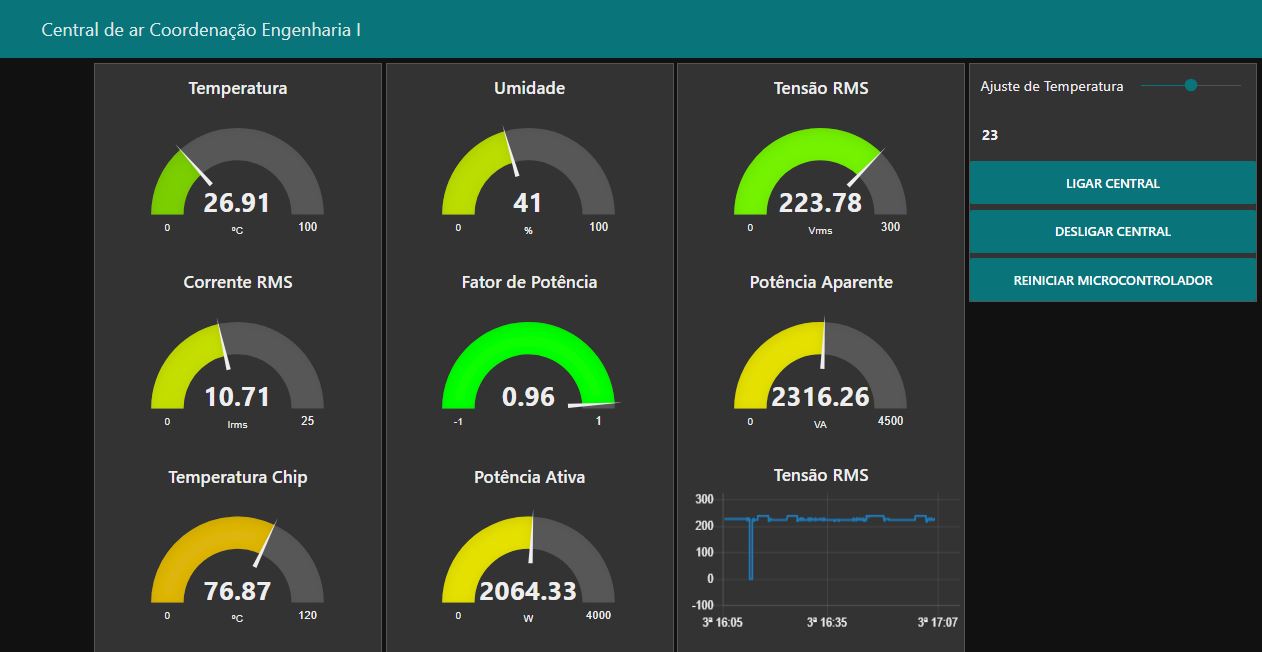 Central de ar Coordenação Engenharia I
Temperatura
26.91
0 ºC 100
Corrente RMS
10.71
0 Irms 25
Temperatura Chip
76.87
0 ºC 120
Umidade
41
0 % 100
Fator de Potência
0.96
-1 1
Potência Ativa
2064.33
0 W 4000
Tensão RMS
223.78
0 Vrms 300
Potência Aparente
2316.26
0 VA 4500
Tensão RMS
300
200
100
0
-100
3ª 16:05 3ª 16:35 3ª 17:07
Ajuste de Temperatura
23
LIGAR CENTRAL
DESLIGAR CENTRAL
REINICIAR MICROCONTROLADOR